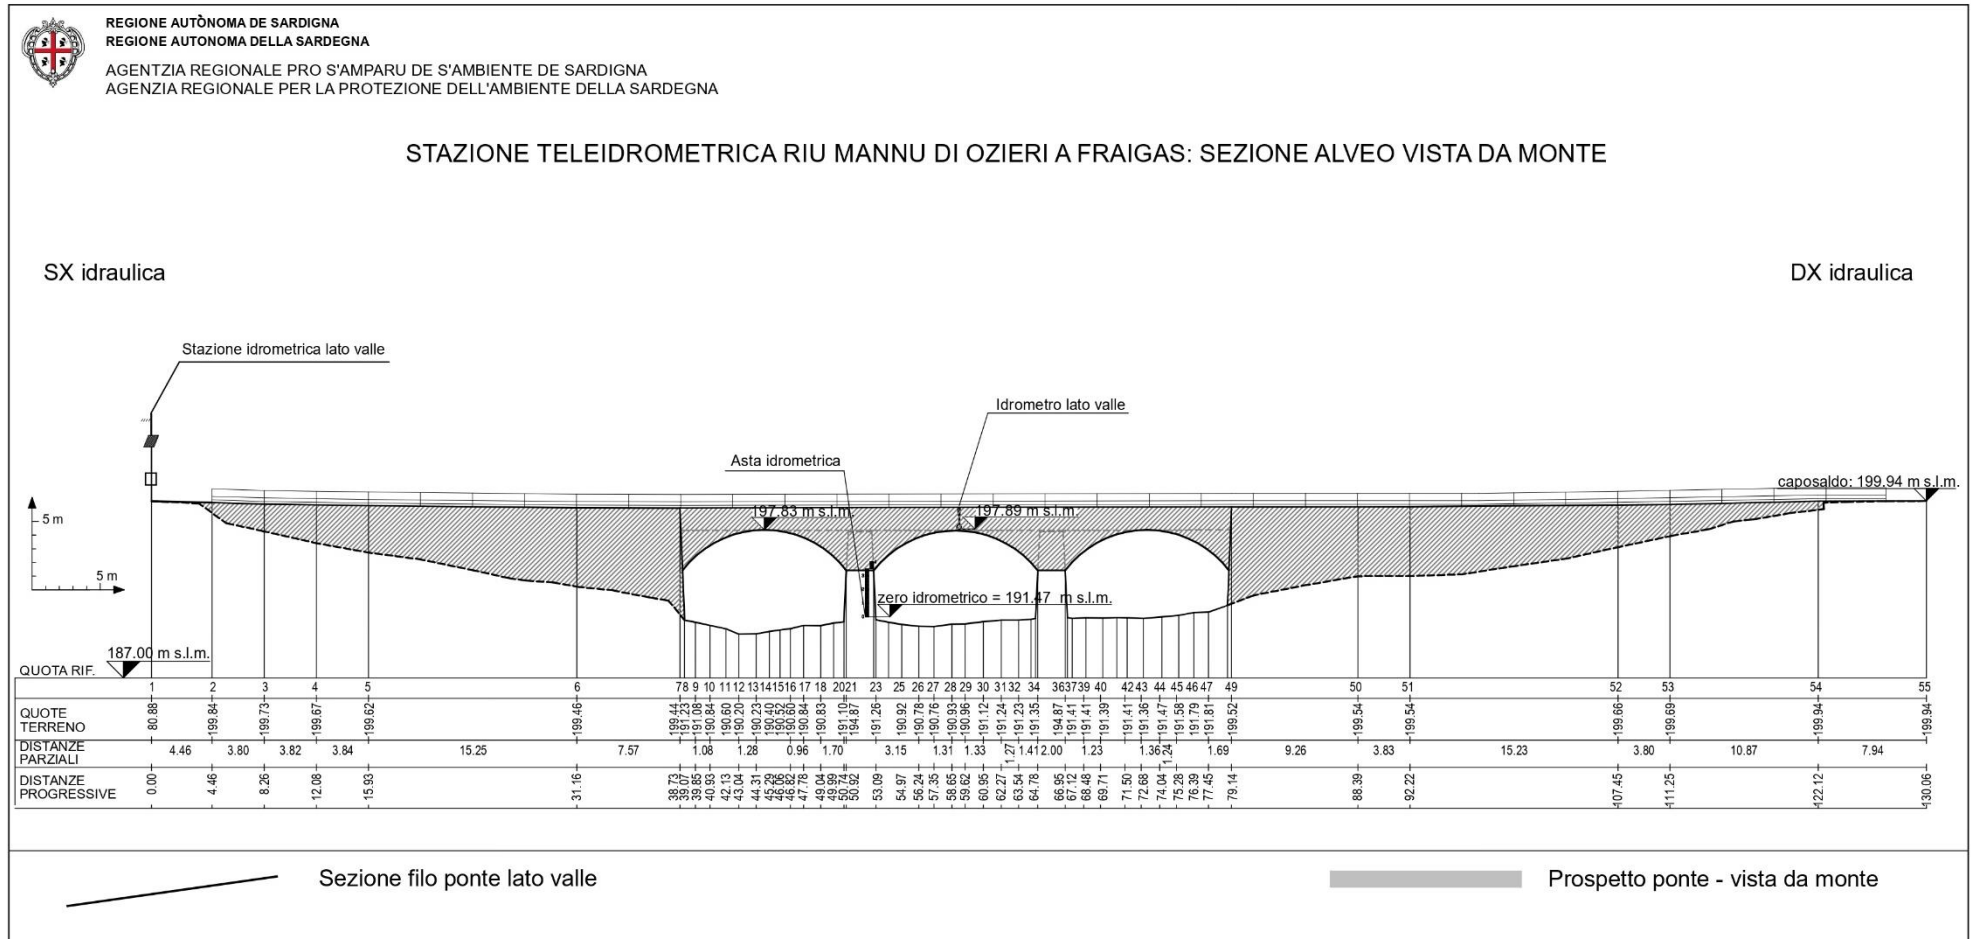 REGIONE AUTÒNOMA DE SARDIGNA
REGIONE AUTONOMA DELLA SARDEGNA
AGENTZIA REGIONALE PRO S'AMPARU DE S'AMBIENTE DE SARDIGNA
AGENZIA REGIONALE PER LA PROTEZIONE DELL'AMBIENTE DELLA SARDEGNA
STAZIONE TELEIDROMETRICA RIU MANNU DI OZIERI A FRAIGAS: SEZIONE ALVEO VISTA DA MONTE
SX idraulica
DX idraulica
Stazione idrometrica lato valle
Idrometro lato valle
Asta idrometrica
caposaldo: 199.94 m s.l.m.
197.83 m s.l.m.
197.89 m s.l.m.
5 m
5 m
zero idrometrico = 191.47 m s.l.m.
187.00 m s.l.m.
QUOTA RIF.
1 2 3 4 5 6 7 8 9 10 11 12 13 14 15 16 17 18 20 21 23 25 26 27 28 29 30 31 32 34 36 37 39 40 42 43 44 45 46 47 49 50 51 52 53 54 55
QUOTE TERRENO
80.88 199.84 199.73 199.67 199.62 199.46 199.44 191.23 191.08 190.84 190.60 190.20 190.23 190.40 190.52 190.60 190.84 190.83 191.10 194.87 191.26 190.92 190.78 190.76 190.93 190.96 191.12 191.24 191.23 191.35 194.87 191.41 191.41 191.39 191.41 191.36 191.47 191.58 191.79 191.81 199.52 199.54 199.54 199.66 199.69 199.94 199.94
DISTANZE PARZIALI
4.46 3.80 3.82 3.84 15.25 7.57 1.08 1.28 0.96 1.70 3.15 1.31 1.33 1.27 1.41 2.00 1.23 1.36 1.24 1.69 9.26 3.83 15.23 3.80 10.87 7.94
DISTANZE PROGRESSIVE
0.00 4.46 8.26 12.08 15.93 31.16 38.73 39.07 39.85 40.93 42.13 43.04 44.31 45.29 46.06 46.82 47.78 49.04 49.99 50.74 50.92 53.09 54.97 56.24 57.35 58.65 59.62 60.95 62.27 63.54 64.78 66.95 67.12 68.48 69.71 71.50 72.68 74.04 75.28 76.39 77.45 79.14 88.39 92.22 107.45 111.25 122.12 130.06
Sezione filo ponte lato valle
Prospetto ponte - vista da monte